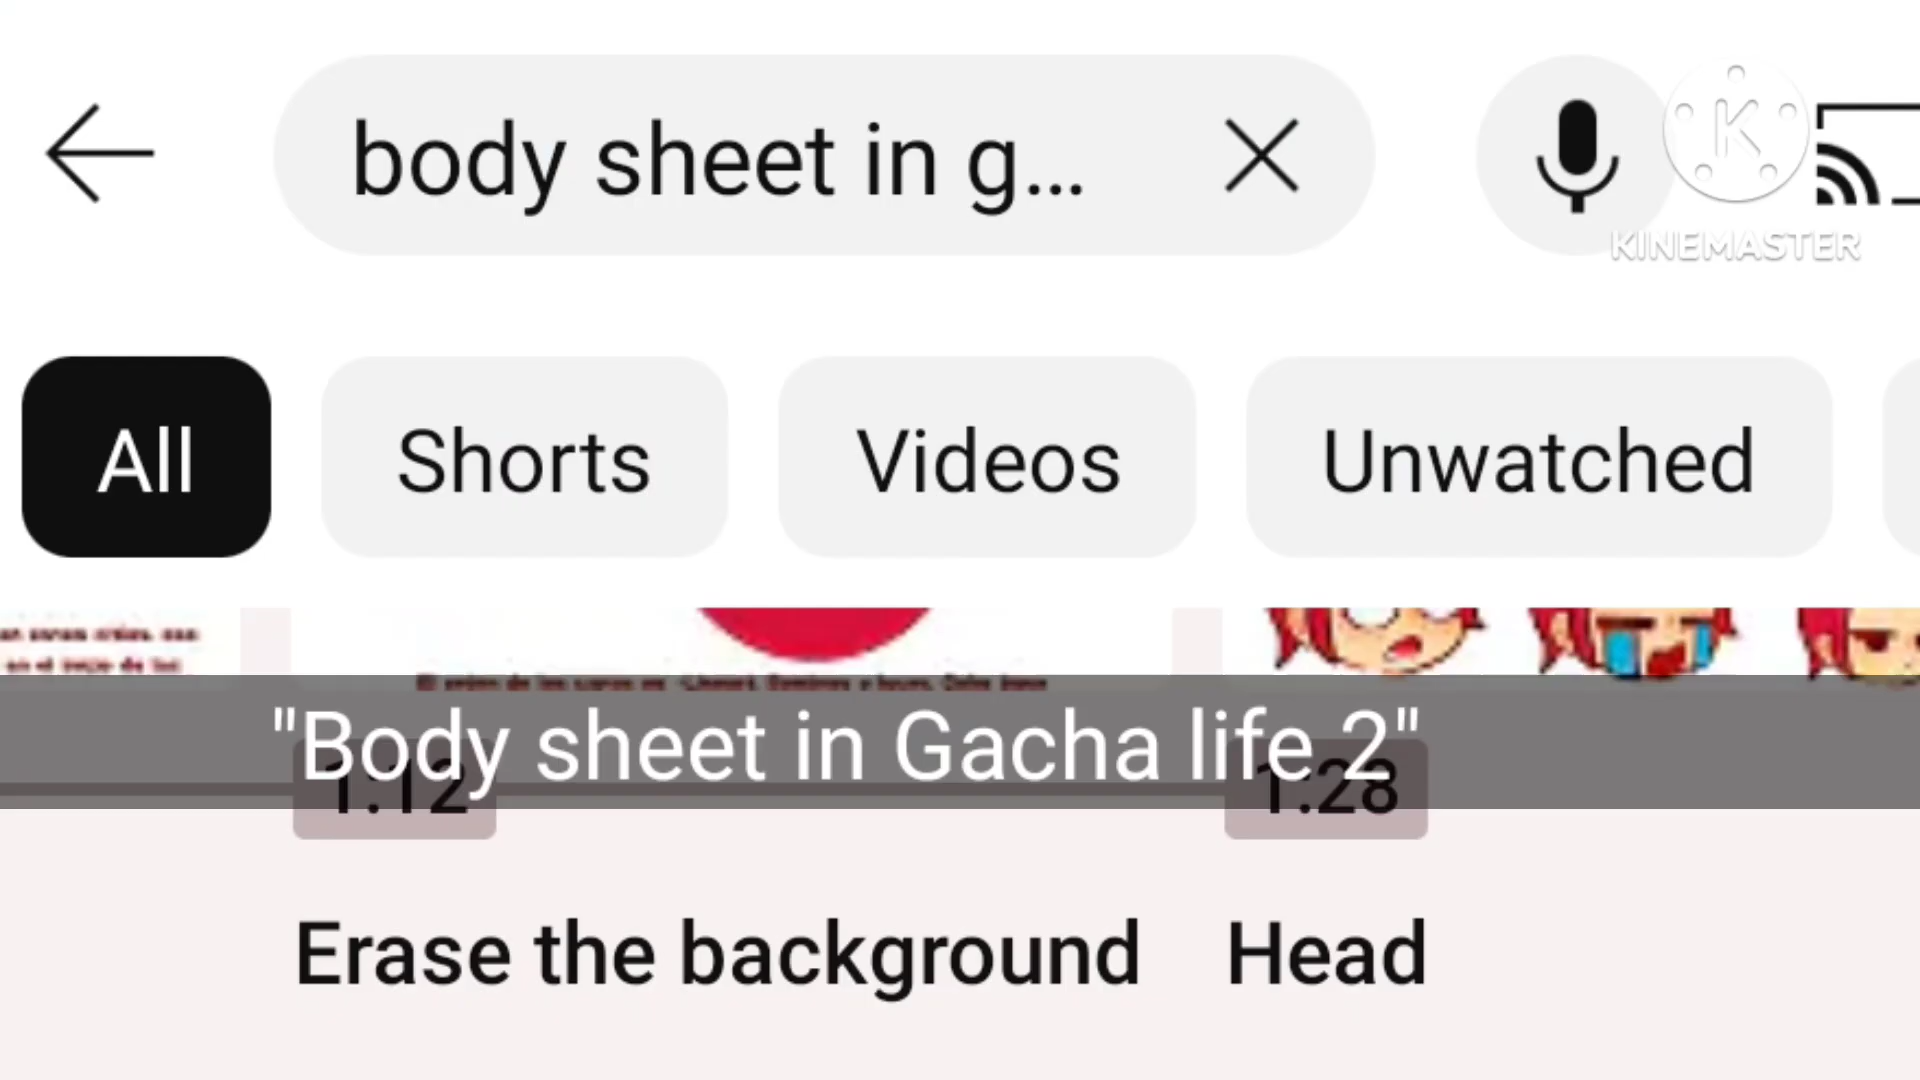 body sheet in g...
K
KINEMASTER
All
Shorts
Videos
Unwatched
"Body sheet in Gacha life 2"
1:12
1:28
Erase the background
Head